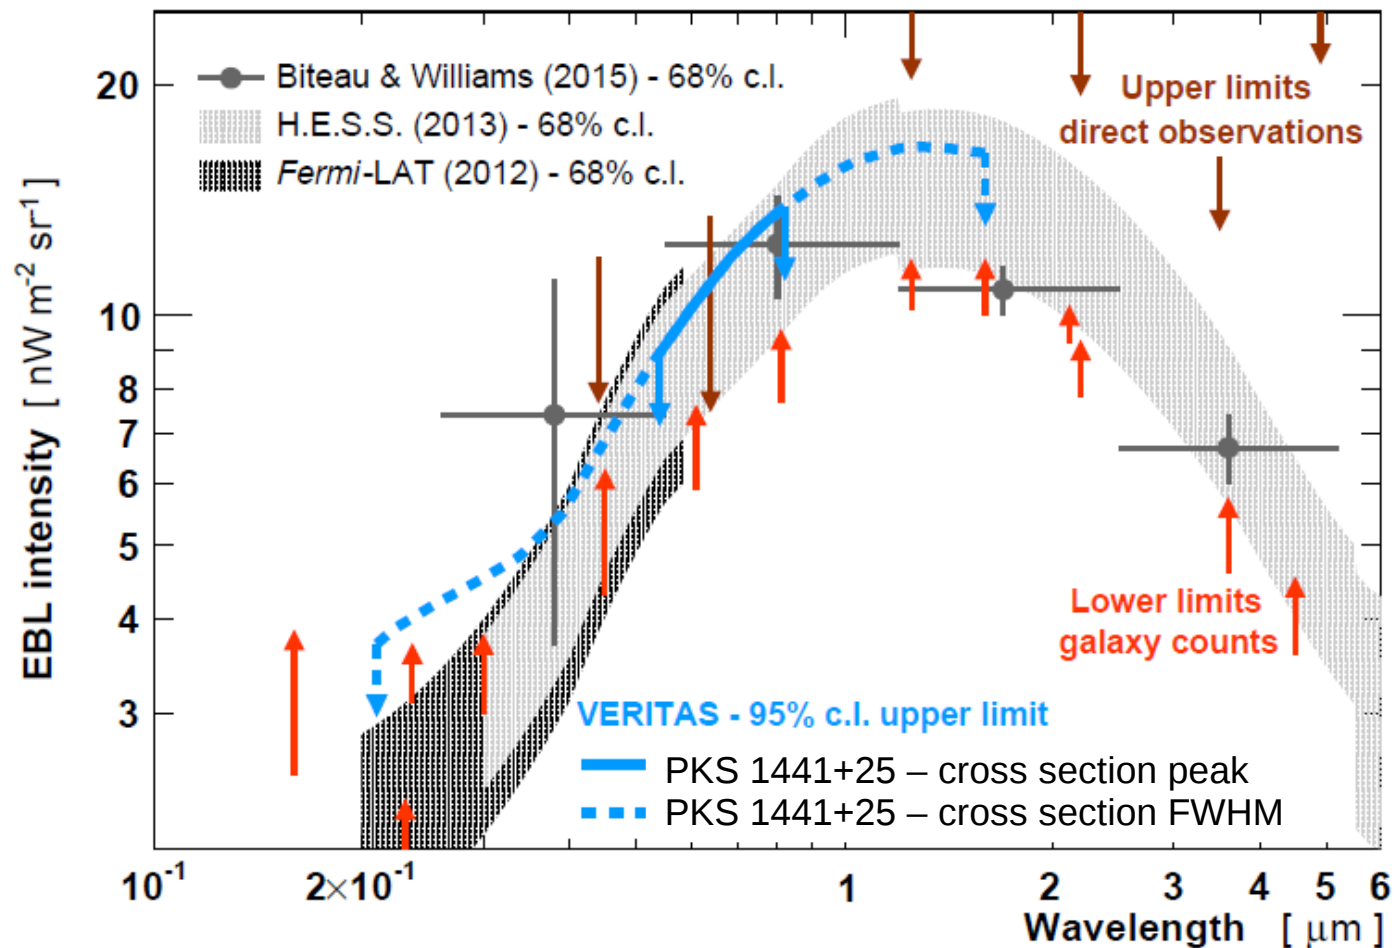 Biteau & Williams (2015) - 68% c.l.
H.E.S.S. (2013) - 68% c.l.
Fermi-LAT (2012) - 68% c.l.
Upper limits
direct observations
Lower limits
galaxy counts
VERITAS - 95% c.l. upper limit
PKS 1441+25 – cross section peak
PKS 1441+25 – cross section FWHM
EBL intensity [ nW m⁻² sr⁻¹ ]
20
10
8
7
6
5
4
3
10⁻¹ 2×10⁻¹ 1 2 3 4 5 6
Wavelength [ μm ]